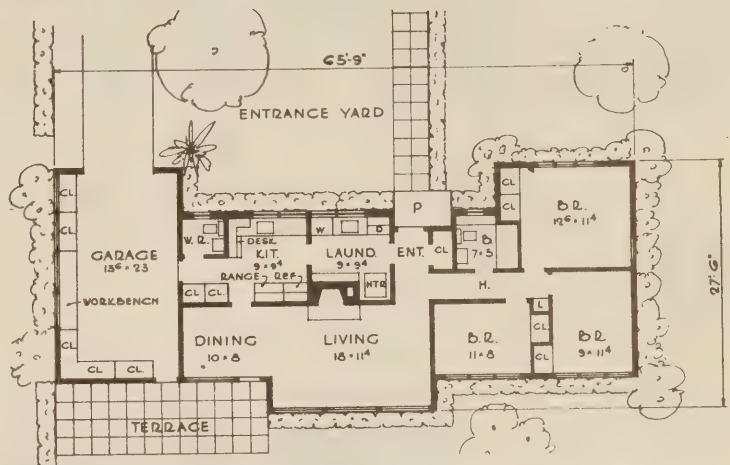 65'-9"
ENTRANCE YARD
CL
CL
GARAGE
13⁶ × 23
WORKBENCH
CL
CL
CL
W.R.
DESK
KIT.
9 × 9⁴
RANGE
REF.
CL
CL
W
D
LAUND.
9 × 9⁴
HTR
P
ENT.
CL
B.
7 × 5
H.
CL
CL
B.R.
12⁶ × 11⁴
27'-6"
DINING
10 × 8
LIVING
18 × 11⁴
B.R.
11 × 8
L
CL
CL
B.R.
9 × 11⁴
TERRACE